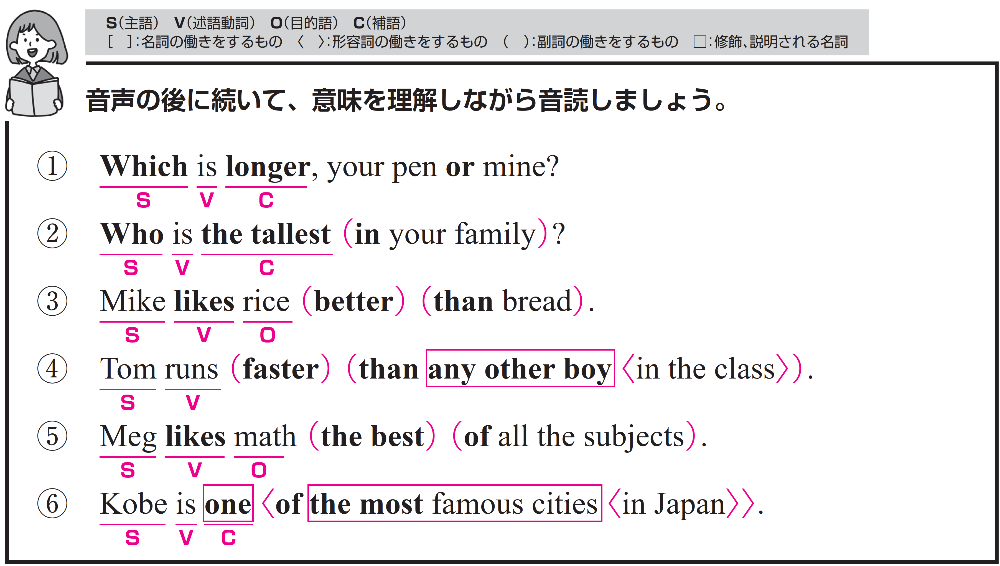 S(主語) V(述語動詞) O(目的語) C(補語)
[ ]:名詞の働きをするもの 〈 〉:形容詞の働きをするもの ( ):副詞の働きをするもの □:修飾、説明される名詞
音声の後に続いて、意味を理解しながら音読しましょう。
① Which is longer, your pen or mine?
S V C
② Who is the tallest (in your family)?
S V C
③ Mike likes rice (better) (than bread).
S V O
④ Tom runs (faster) (than any other boy 〈in the class〉).
S V
⑤ Meg likes math (the best) (of all the subjects).
S V O
⑥ Kobe is one 〈of the most famous cities 〈in Japan〉〉.
S V C